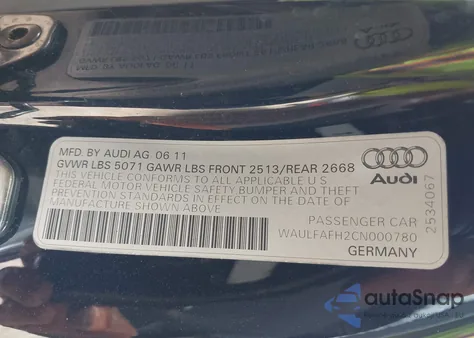 MFD. BY AUDI AG 06 11
GVWR LBS 5071 GAWR LBS FRONT 2513/REAR 2668
THIS VEHICLE CONFORMS TO ALL APPLICABLE U S
FEDERAL MOTOR VEHICLE SAFETY BUMPER AND THEFT
PREVENTION STANDARDS IN EFFECT ON THE DATE OF
MANUFACTURE SHOWN ABOVE
Audi
2534067
PASSENGER CAR
WAULFAFH2CN000780
GERMANY
autoSnap